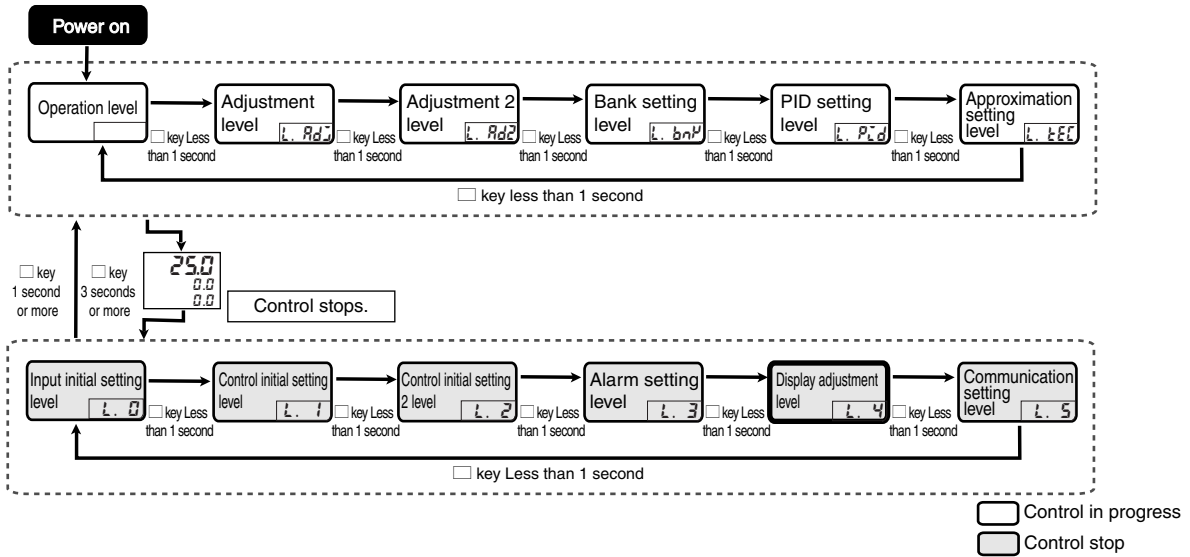 Power on
Operation level
Adjustment
level
L. AdJ
Adjustment 2
level
L. Ad2
Bank setting
level
L. bnK
PID setting
level
L. PID
Approximation
setting
level
L. tEC
□ key Less
than 1 second
□ key Less
than 1 second
□ key Less
than 1 second
□ key Less
than 1 second
□ key Less
than 1 second
□ key less than 1 second
□ key
1 second
or more
□ key
3 seconds
or more
25.0
0.0
0.0
Control stops.
Input initial setting
level
L. 0
Control initial setting
level
L. 1
Control initial setting
2 level
L. 2
Alarm setting
level
L. 3
Display adjustment
level
L. 4
Communication
setting
level
L. 5
□ key Less
than 1 second
□ key Less
than 1 second
□ key Less
than 1 second
□ key Less
than 1 second
□ key Less
than 1 second
□ key Less than 1 second
Control in progress
Control stop